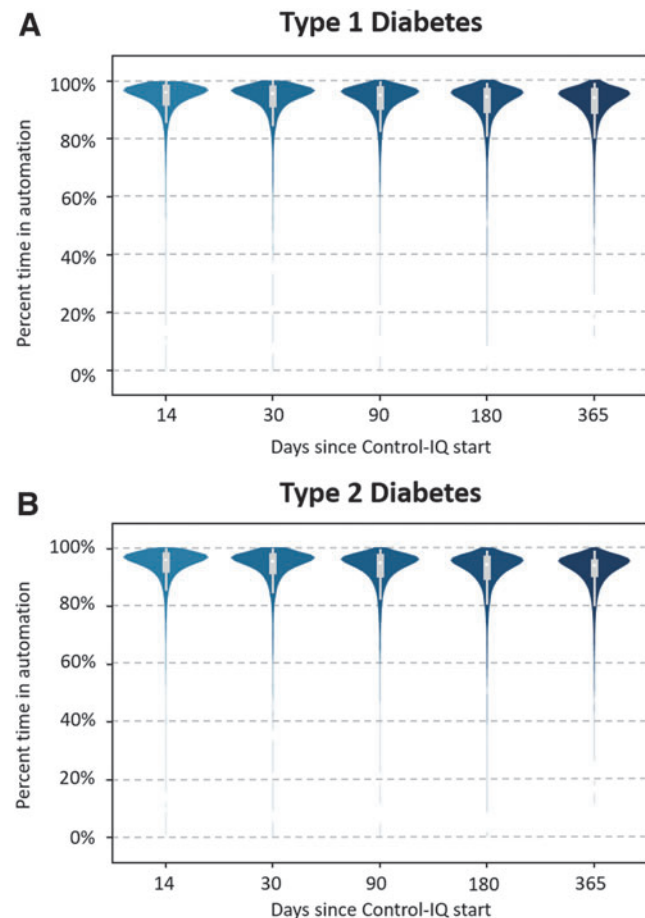 A
Type 1 Diabetes
Percent time in automation
100%
80%
60%
40%
20%
0%
14 30 90 180 365
Days since Control-IQ start
B
Type 2 Diabetes
Percent time in automation
100%
80%
60%
40%
20%
0%
14 30 90 180 365
Days since Control-IQ start